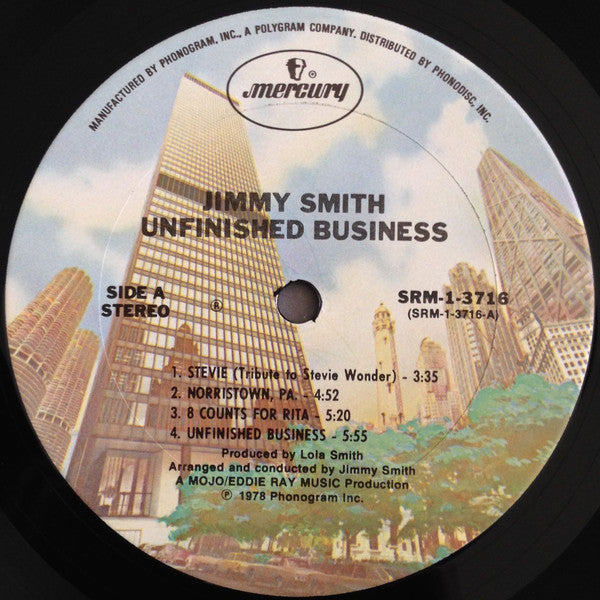 MANUFACTURED BY PHONOGRAM, INC., A POLYGRAM COMPANY. DISTRIBUTED BY PHONODISC, INC.
®
mercury
JIMMY SMITH
UNFINISHED BUSINESS
SIDE A
STEREO
®
SRM-1-3716
(SRM-1-3716-A)
1. STEVIE (Tribute to Stevie Wonder) - 3:35
2. NORRISTOWN, PA. - 4:52
3. 8 COUNTS FOR RITA - 5:20
4. UNFINISHED BUSINESS - 5:55
Produced by Lola Smith
Arranged and conducted by Jimmy Smith
A MOJO/EDDIE RAY MUSIC Production
℗ 1978 Phonogram Inc.